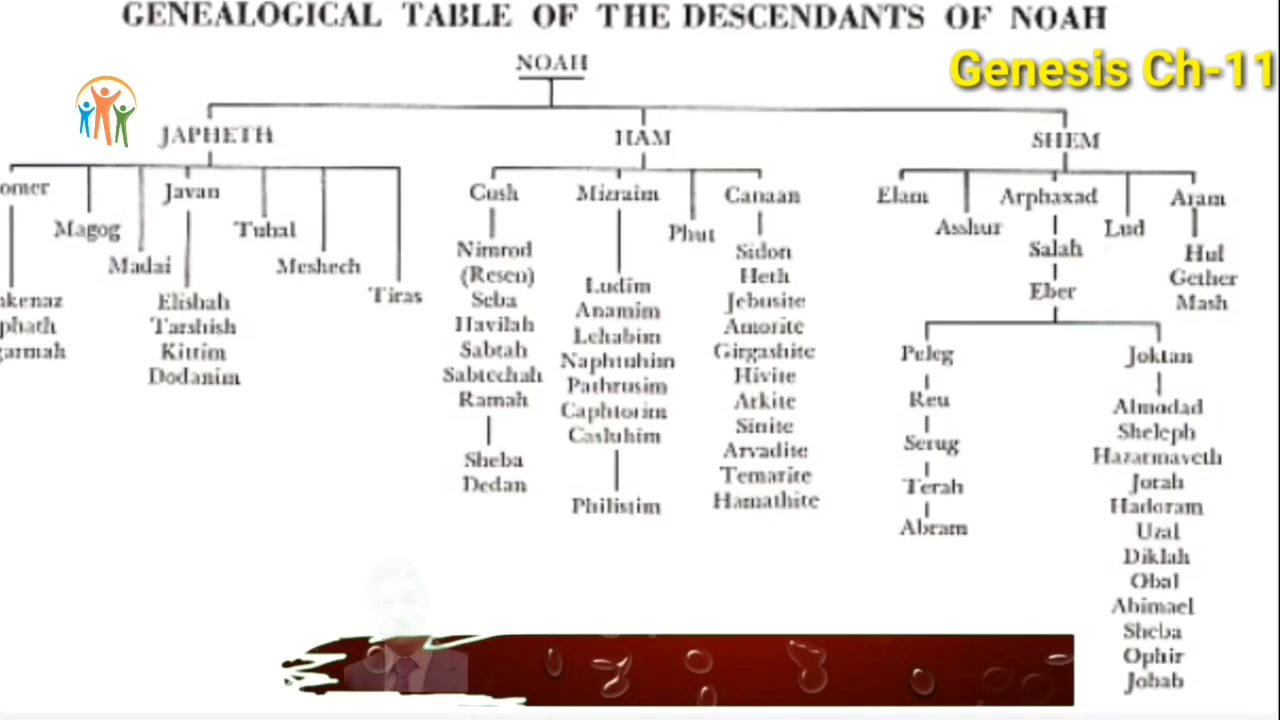 GENEALOGICAL TABLE OF THE DESCENDANTS OF NOAH
Genesis Ch-11
NOAH
JAPHETH
HAM
SHEM
omer
Magog
Madai
Javan
Tubal
Meshech
Tiras
kenaz
phath
garmah
Elishah
Tarshish
Kittim
Dodanim
Cush
Nimrod
(Resen)
Seba
Havilah
Sabtah
Sabtechah
Ramah
Sheba
Dedan
Mizraim
Ludim
Anamim
Lehabim
Naphtuhim
Pathrusim
Caphtorim
Casluhim
Philistim
Phut
Canaan
Sidon
Heth
Jebusite
Amorite
Girgashite
Hivite
Arkite
Sinite
Arvadite
Temarite
Hamathite
Elam
Asshur
Arphaxad
Salah
Eber
Lud
Aram
Hul
Gether
Mash
Peleg
Reu
Serug
Terah
Abram
Joktan
Almodad
Sheleph
Hazarmaveth
Jorah
Hadoram
Uzal
Diklah
Obal
Abimael
Sheba
Ophir
Jobab